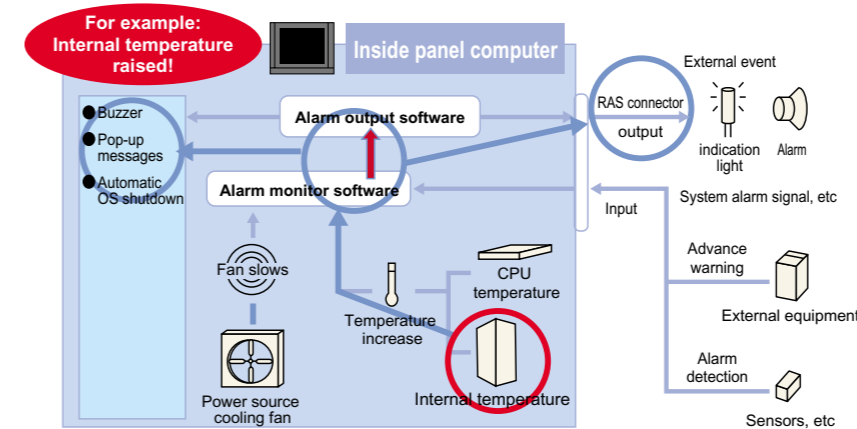 For example:
Internal temperature
raised!
Inside panel computer
External event
Buzzer
Pop-up
messages
Automatic
OS shutdown
Alarm output software
RAS connector
output
indication
light
Alarm
Alarm monitor software
System alarm signal, etc
Input
Fan slows
CPU
temperature
Temperature
increase
Advance
warning
External equipment
Power source
cooling fan
Internal temperature
Alarm
detection
Sensors, etc